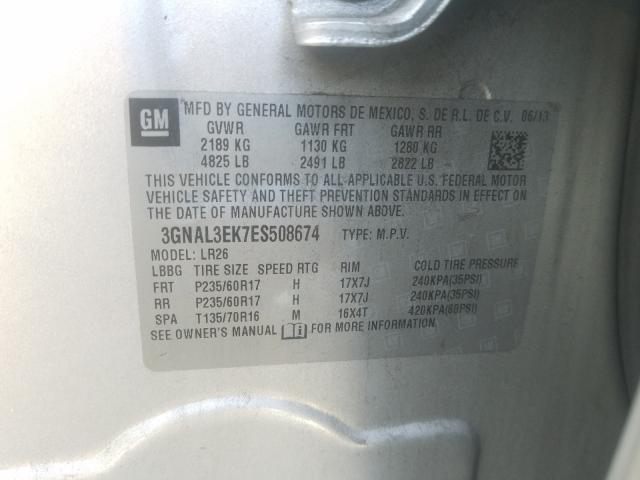 GM
MFD BY GENERAL MOTORS DE MEXICO, S. DE R.L. DE C.V. 06/13
GVWR GAWR FRT GAWR RR
2189 KG 1130 KG 1280 KG
4825 LB 2491 LB 2822 LB
THIS VEHICLE CONFORMS TO ALL APPLICABLE U.S. FEDERAL MOTOR
VEHICLE SAFETY AND THEFT PREVENTION STANDARDS IN EFFECT ON
THE DATE OF MANUFACTURE SHOWN ABOVE.
3GNAL3EK7ES508674 TYPE: M.P.V.
MODEL: LR26
LBBG TIRE SIZE SPEED RTG RIM COLD TIRE PRESSURE
FRT P235/60R17 H 17X7J 240KPA(35PSI)
RR P235/60R17 H 17X7J 240KPA(35PSI)
SPA T135/70R16 M 16X4T 420KPA(60PSI)
SEE OWNER'S MANUAL FOR MORE INFORMATION.